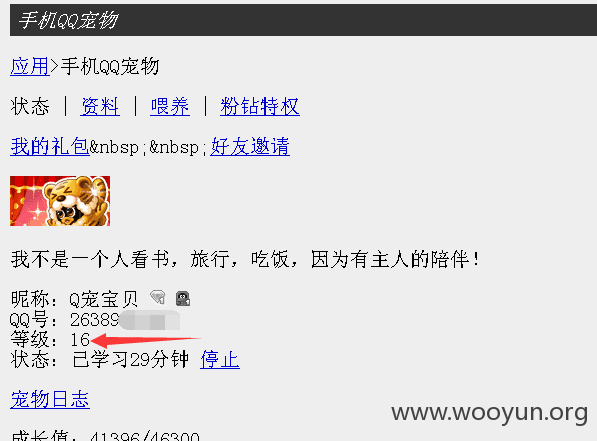 手机QQ宠物
应用>手机QQ宠物
状态 | 资料 | 喂养 | 粉钻特权
我的礼包&nbsp;&nbsp;好友邀请
我不是一个人看书，旅行，吃饭，因为有主人的陪伴！
昵称：Q宠宝贝
QQ号：26389
等级：16
状态：已学习29分钟 停止
宠物日志
www.wooyun.org
成长值：41396/46300